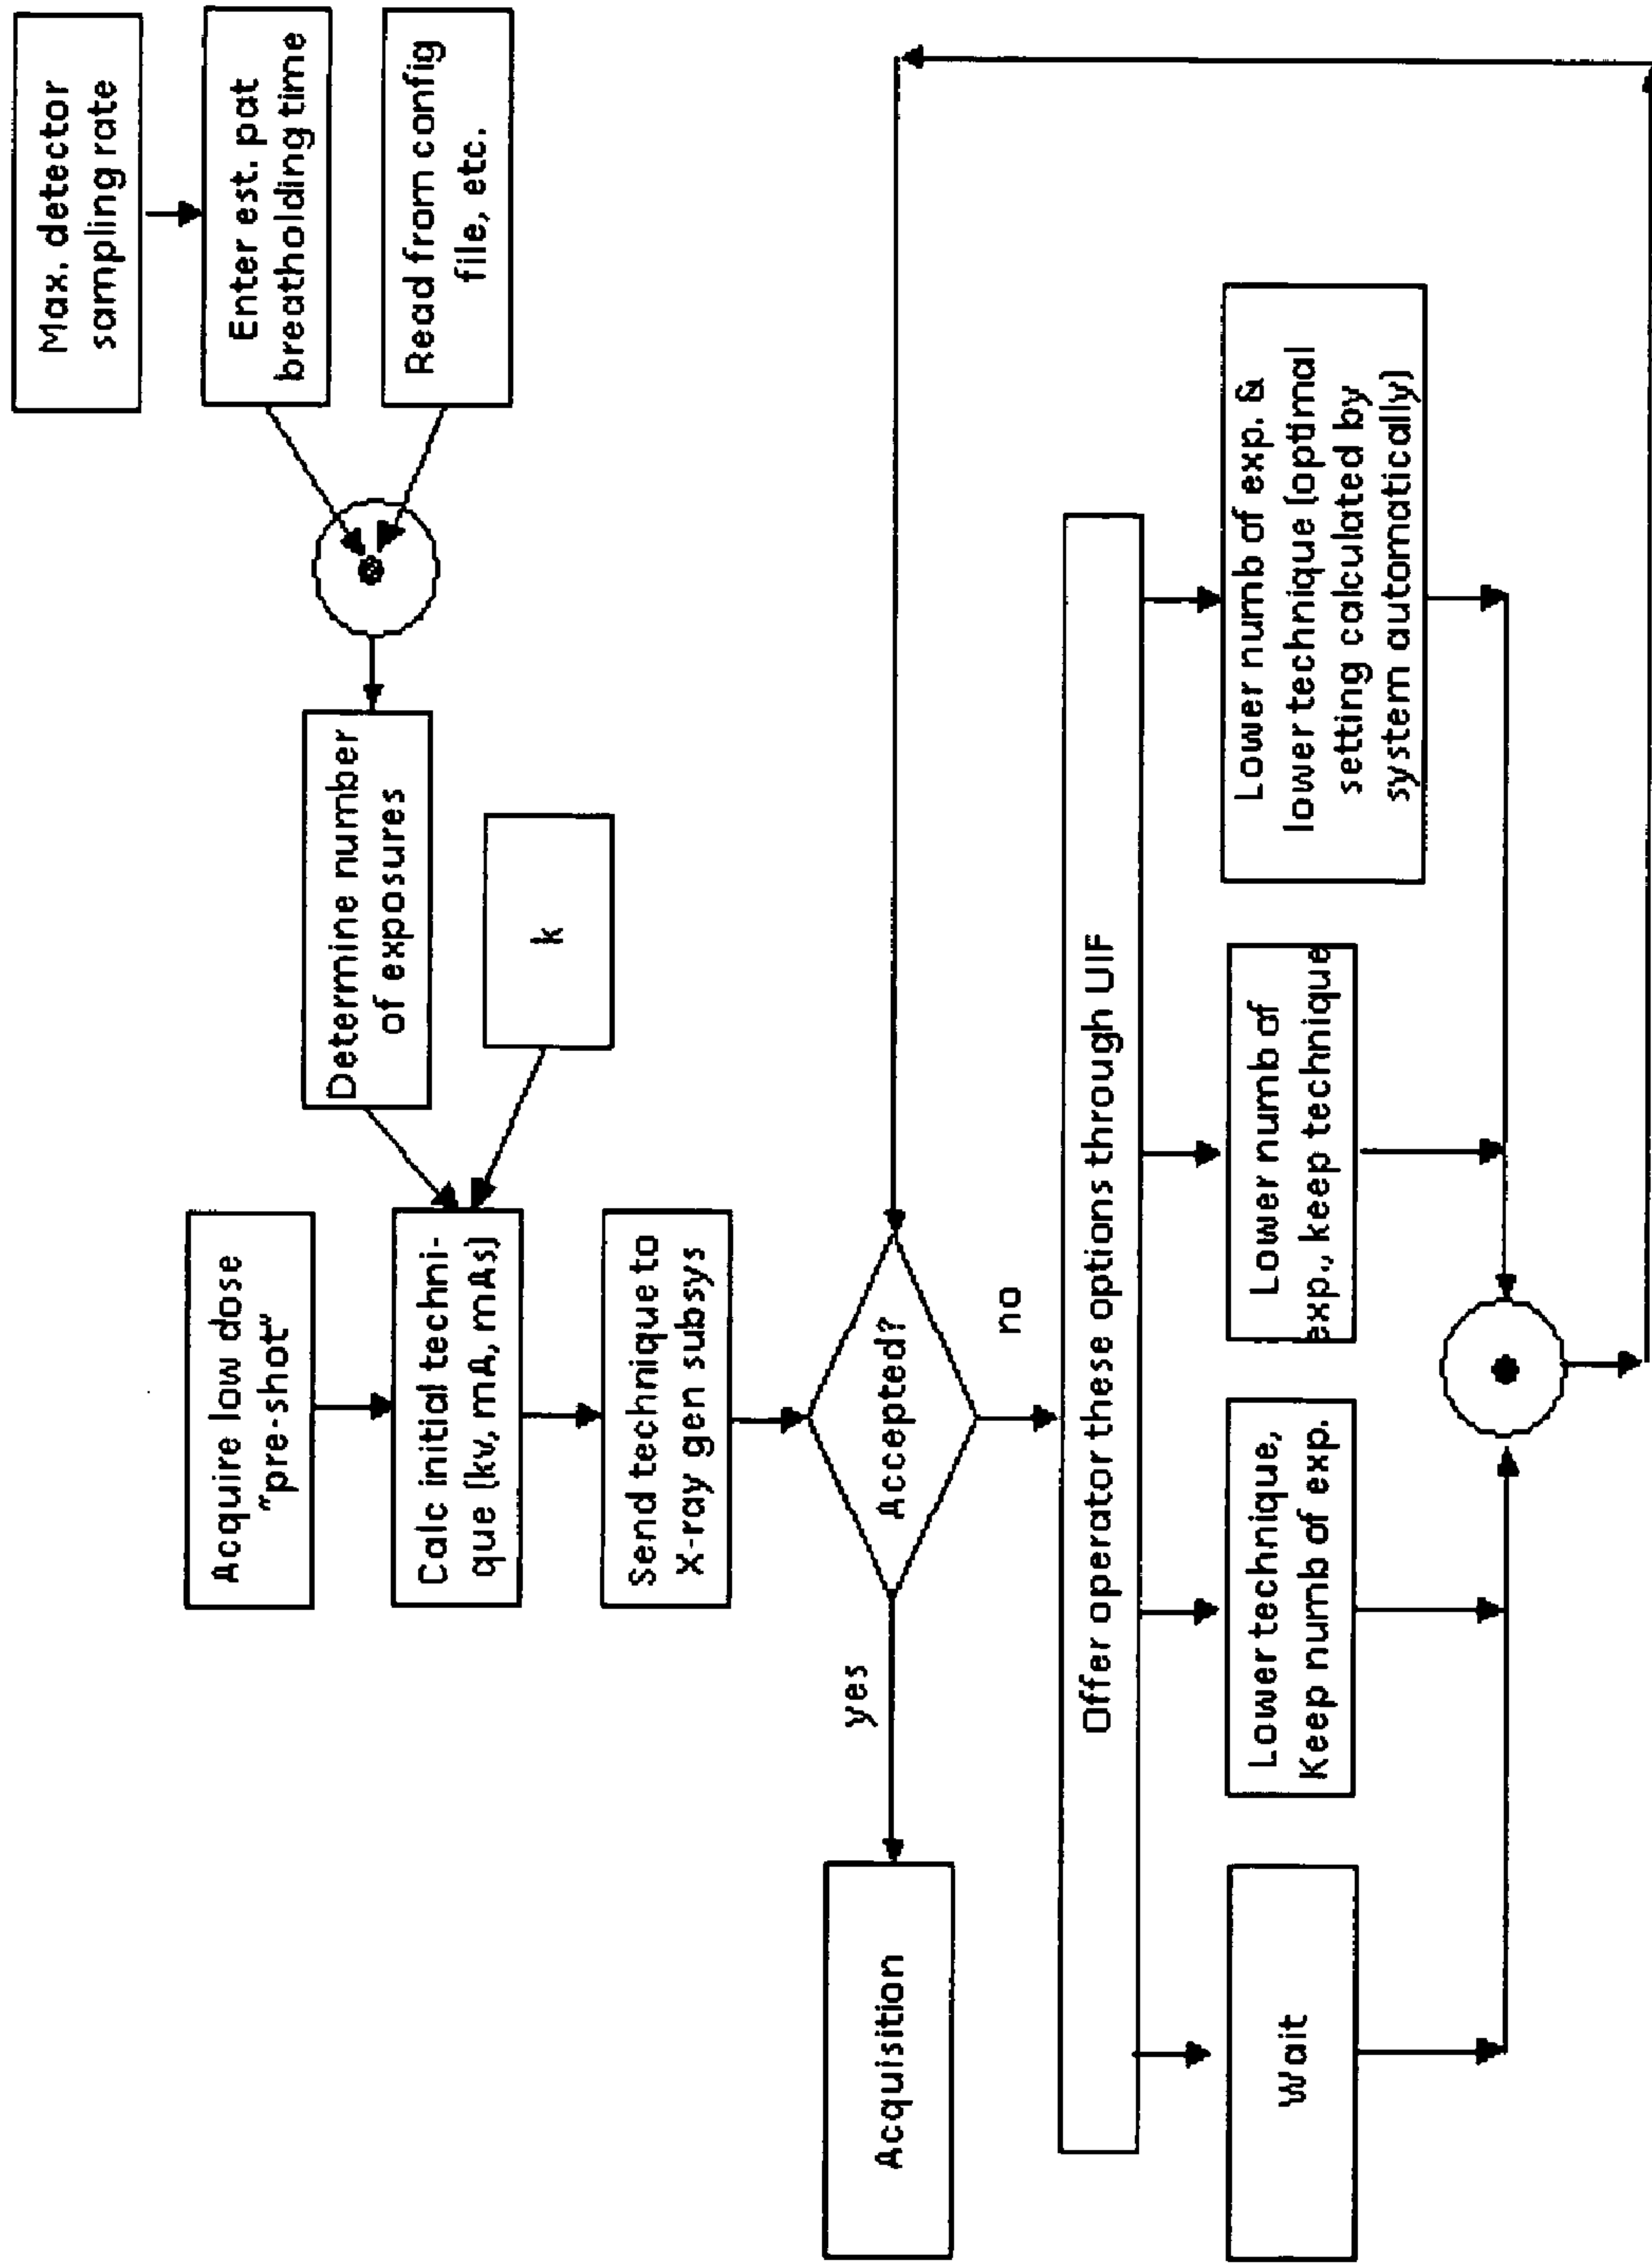 Max. detector
sampling rate
Enter est. pat
breatholding time
Read from config
file, etc.
Determine number
of exposures
k
Acquire low dose
"pre-shot"
Calc initial techni-
que (kv, mA, mAs)
Send technique to
X-ray gen subsys
Accepted?
yes
no
Acquisition
Offer operator these options through UIF
Wait
Lower technique,
Keep numb of exp.
Lower numb of
exp., keep technique
Lower numb of exp. &
lower technique (optimal
setting calculated by
system automatically)